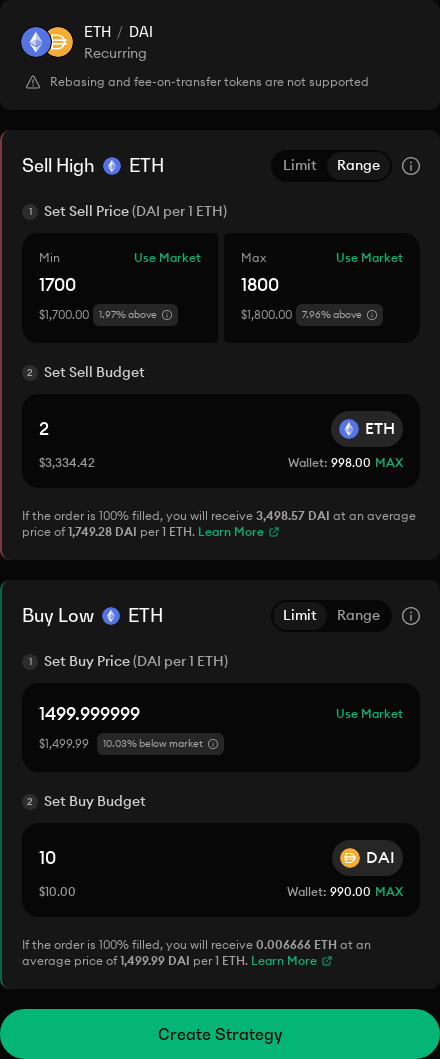 ETH / DAI
Recurring
Rebasing and fee-on-transfer tokens are not supported
Sell High ETH Limit Range
1 Set Sell Price (DAI per 1 ETH)
Min Use Market Max Use Market
1700 1800
$1,700.00 1.97% above $1,800.00 7.96% above
2 Set Sell Budget
2 ETH
$3,334.42 Wallet: 998.00 MAX
If the order is 100% filled, you will receive 3,498.57 DAI at an average
price of 1,749.28 DAI per 1 ETH. Learn More
Buy Low ETH Limit Range
1 Set Buy Price (DAI per 1 ETH)
1499.999999 Use Market
$1,499.99 10.03% below market
2 Set Buy Budget
10 DAI
$10.00 Wallet: 990.00 MAX
If the order is 100% filled, you will receive 0.006666 ETH at an
average price of 1,499.99 DAI per 1 ETH. Learn More
Create Strategy